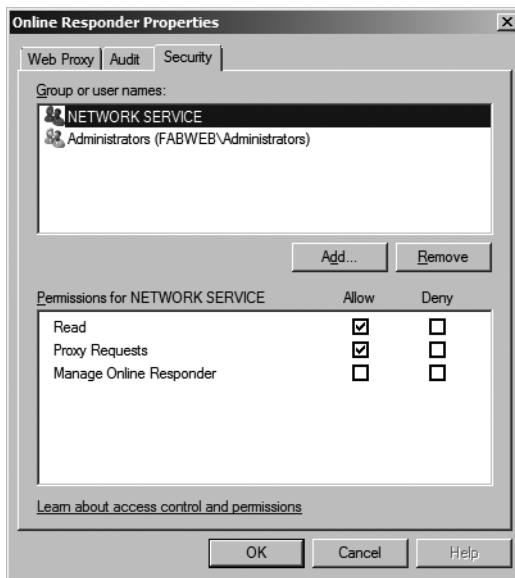 Online Responder Properties
Web Proxy Audit Security
Group or user names:
NETWORK SERVICE
Administrators (FABWEB\Administrators)
Add... Remove
Permissions for NETWORK SERVICE Allow Deny
Read
Proxy Requests
Manage Online Responder
Learn about access control and permissions
OK Cancel Help